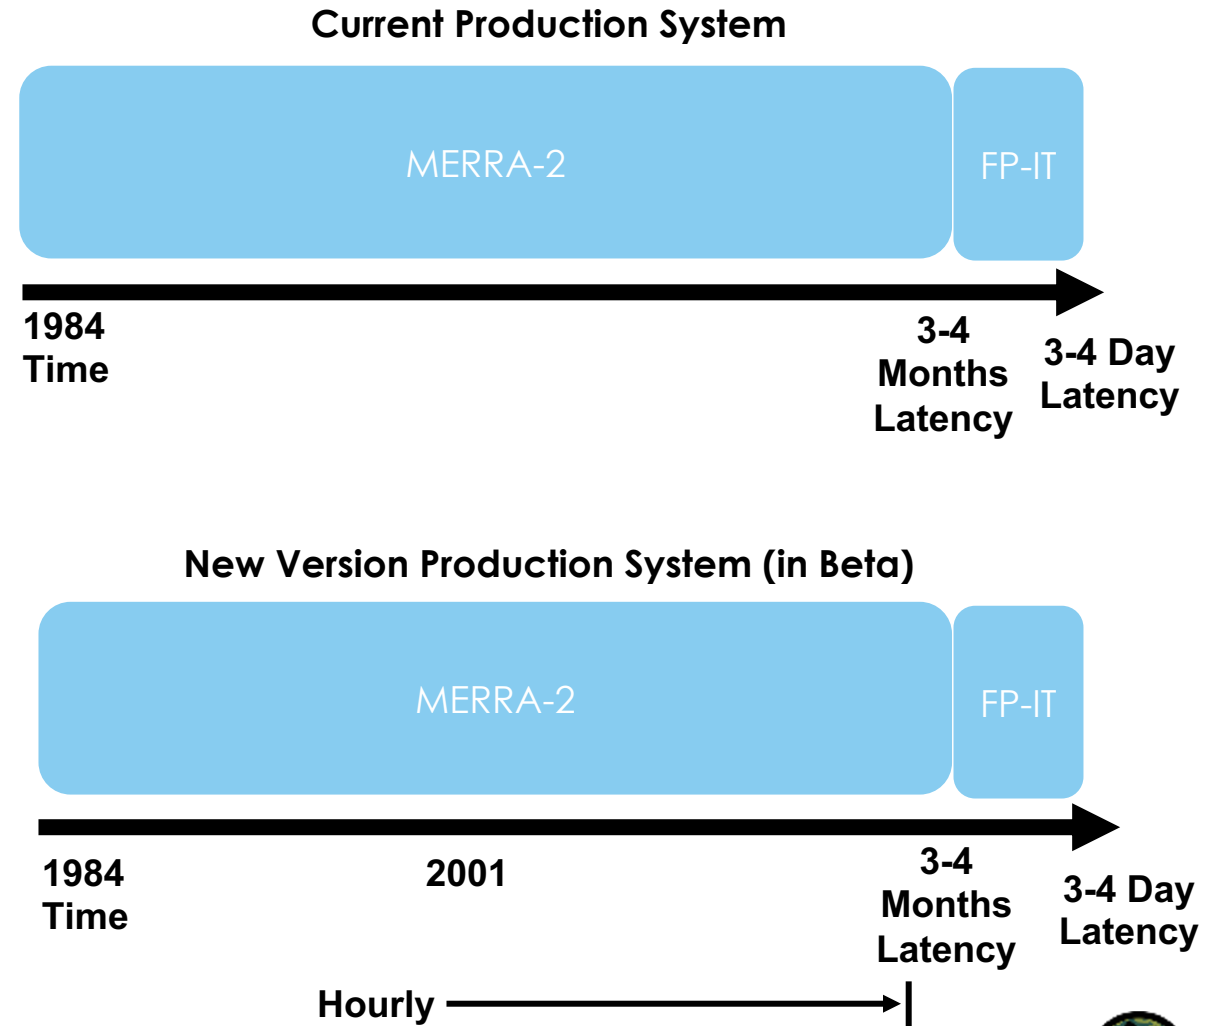 Current Production System
MERRA-2
FP-IT
1984
Time
3-4
Months
Latency
3-4 Day
Latency
New Version Production System (in Beta)
MERRA-2
FP-IT
1984
Time
2001
3-4
Months
Latency
3-4 Day
Latency
Hourly